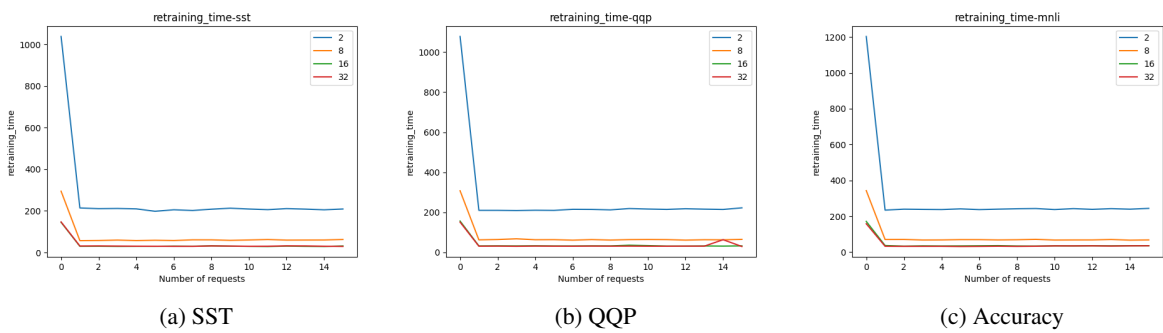 retraining_time-sst
retraining_time
1000
800
600
400
200
0
2
8
16
32
0 2 4 6 8 10 12 14
Number of requests
(a) SST
retraining_time-qqp
retraining_time
1000
800
600
400
200
0
2
8
16
32
0 2 4 6 8 10 12 14
Number of requests
(b) QQP
retraining_time-mnli
retraining_time
1200
1000
800
600
400
200
0
2
8
16
32
0 2 4 6 8 10 12 14
Number of requests
(c) Accuracy